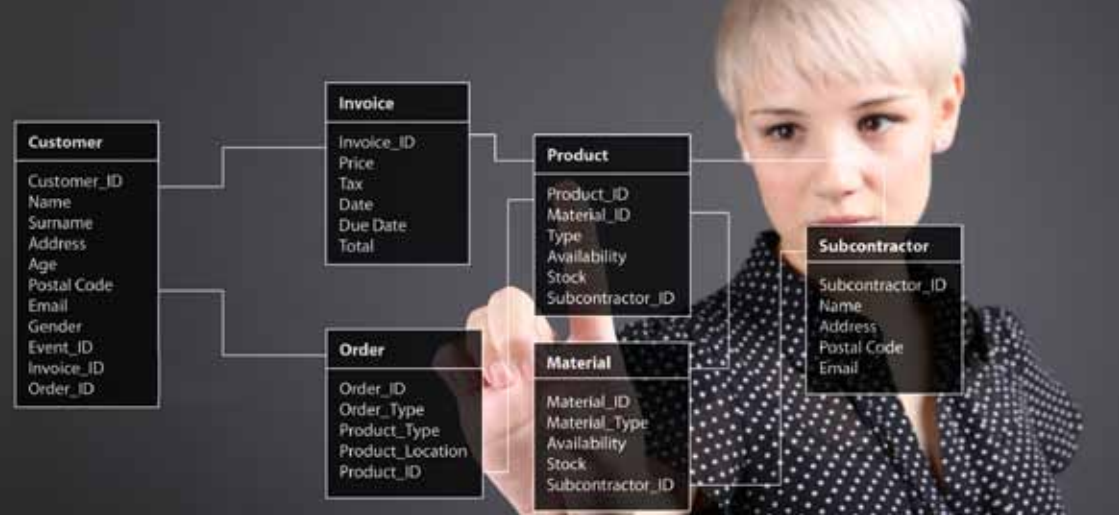 Customer
Customer_ID
Name
Surname
Address
Age
Postal Code
Email
Gender
Event_ID
Invoice_ID
Order_ID
Invoice
Invoice_ID
Price
Tax
Date
Due Date
Total
Order
Order_ID
Order_Type
Product_Type
Product_Location
Product_ID
Product
Product_ID
Material_ID
Type
Availability
Stock
Subcontractor_ID
Material
Material_ID
Material_Type
Availability
Stock
Subcontractor_ID
Subcontractor
Subcontractor_ID
Name
Address
Postal Code
Email